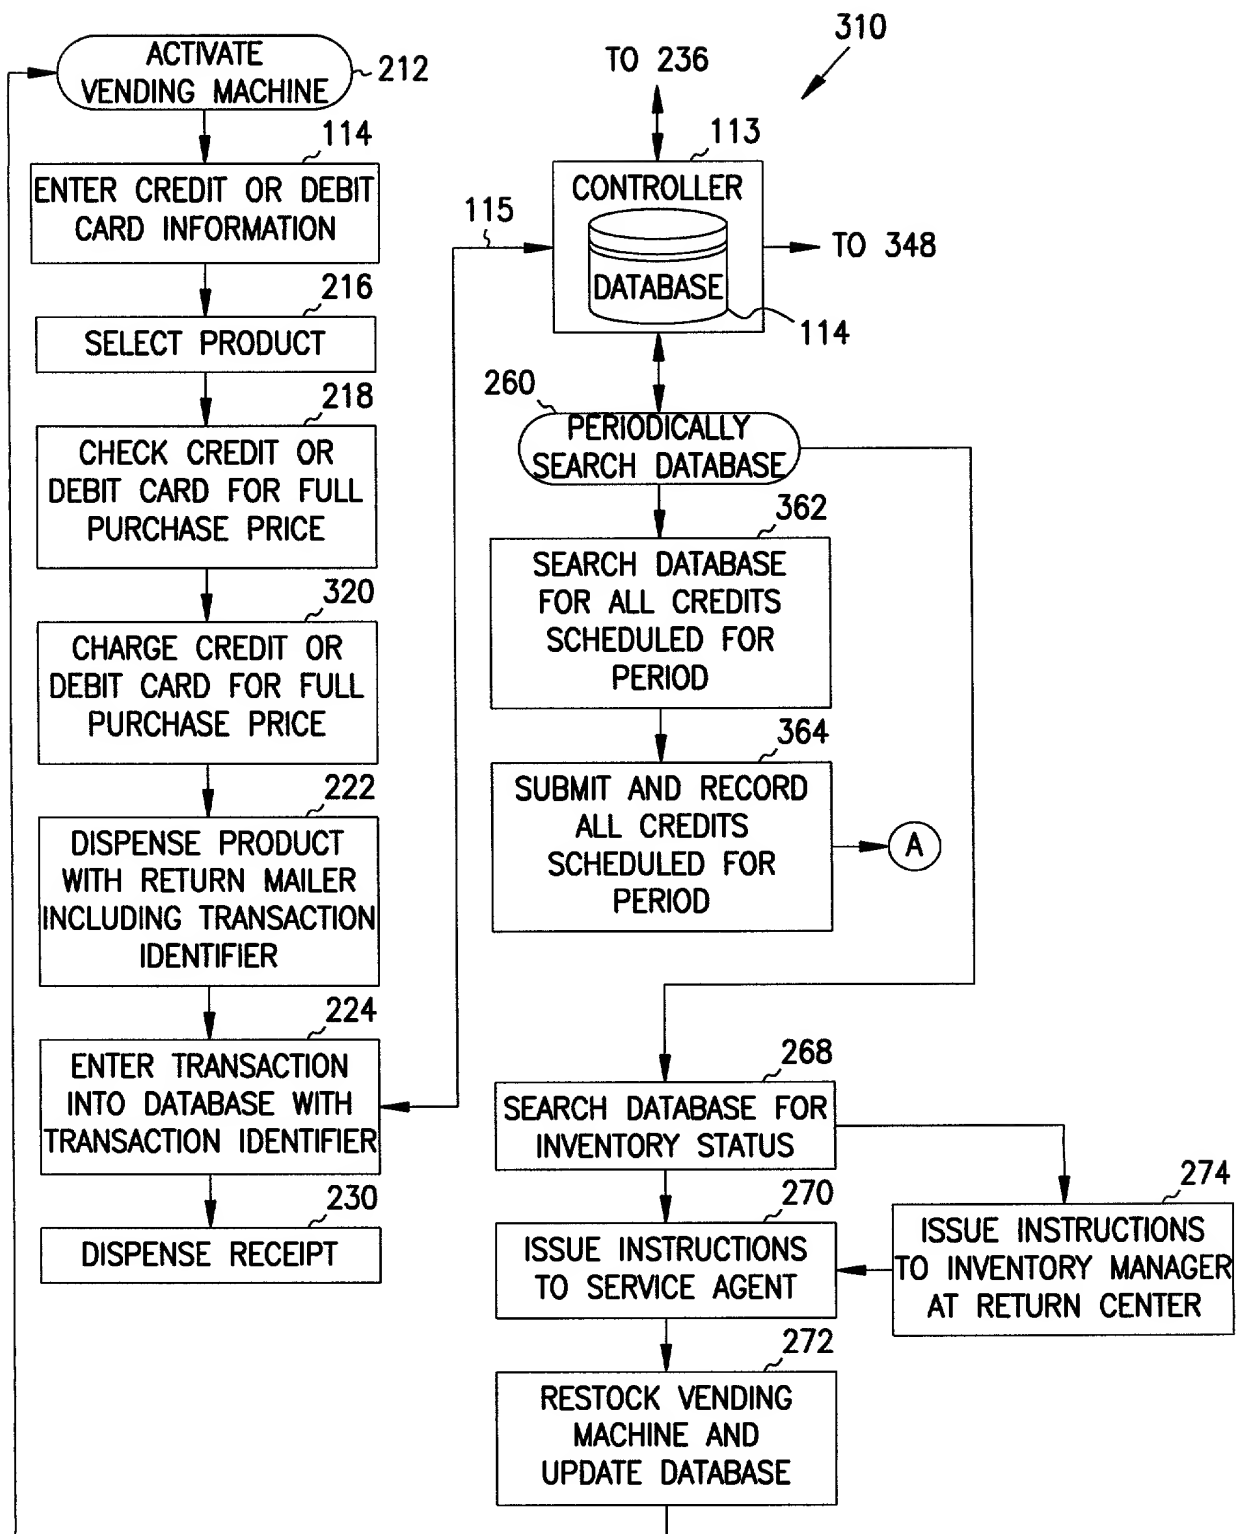 310
ACTIVATE
VENDING MACHINE
212
114
ENTER CREDIT OR DEBIT
CARD INFORMATION
216
SELECT PRODUCT
218
CHECK CREDIT OR
DEBIT CARD FOR FULL
PURCHASE PRICE
320
CHARGE CREDIT OR
DEBIT CARD FOR FULL
PURCHASE PRICE
222
DISPENSE PRODUCT
WITH RETURN MAILER
INCLUDING TRANSACTION
IDENTIFIER
224
ENTER TRANSACTION
INTO DATABASE WITH
TRANSACTION IDENTIFIER
230
DISPENSE RECEIPT
TO 236
113
CONTROLLER
115
TO 348
DATABASE
114
260
PERIODICALLY
SEARCH DATABASE
362
SEARCH DATABASE
FOR ALL CREDITS
SCHEDULED FOR
PERIOD
364
SUBMIT AND RECORD
ALL CREDITS
SCHEDULED FOR
PERIOD
A
268
SEARCH DATABASE FOR
INVENTORY STATUS
270
ISSUE INSTRUCTIONS
TO SERVICE AGENT
274
ISSUE INSTRUCTIONS
TO INVENTORY MANAGER
AT RETURN CENTER
272
RESTOCK VENDING
MACHINE AND
UPDATE DATABASE